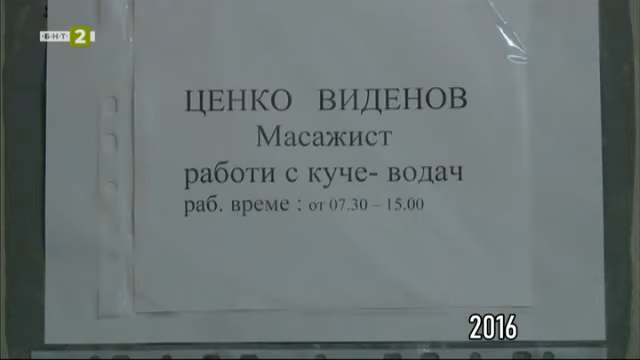 БНТ 2
ЦЕНКО ВИДЕНОВ
Масажист
работи с куче- водач
раб. време : от 07.30 – 15.00
2016